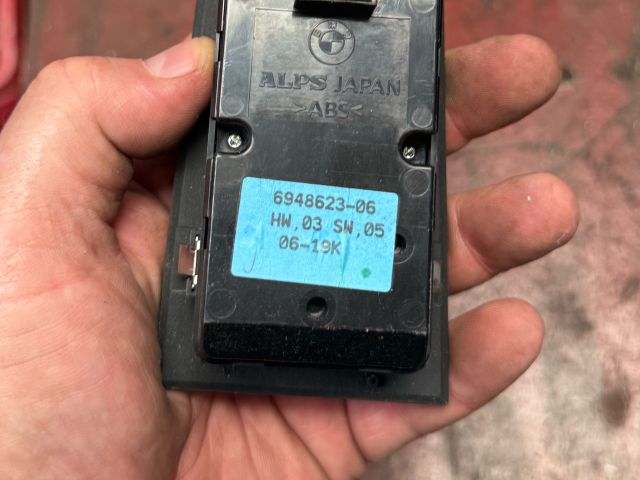 ALPS JAPAN
>ABS<
6948623-06
HW,03 SW,05
06-19K